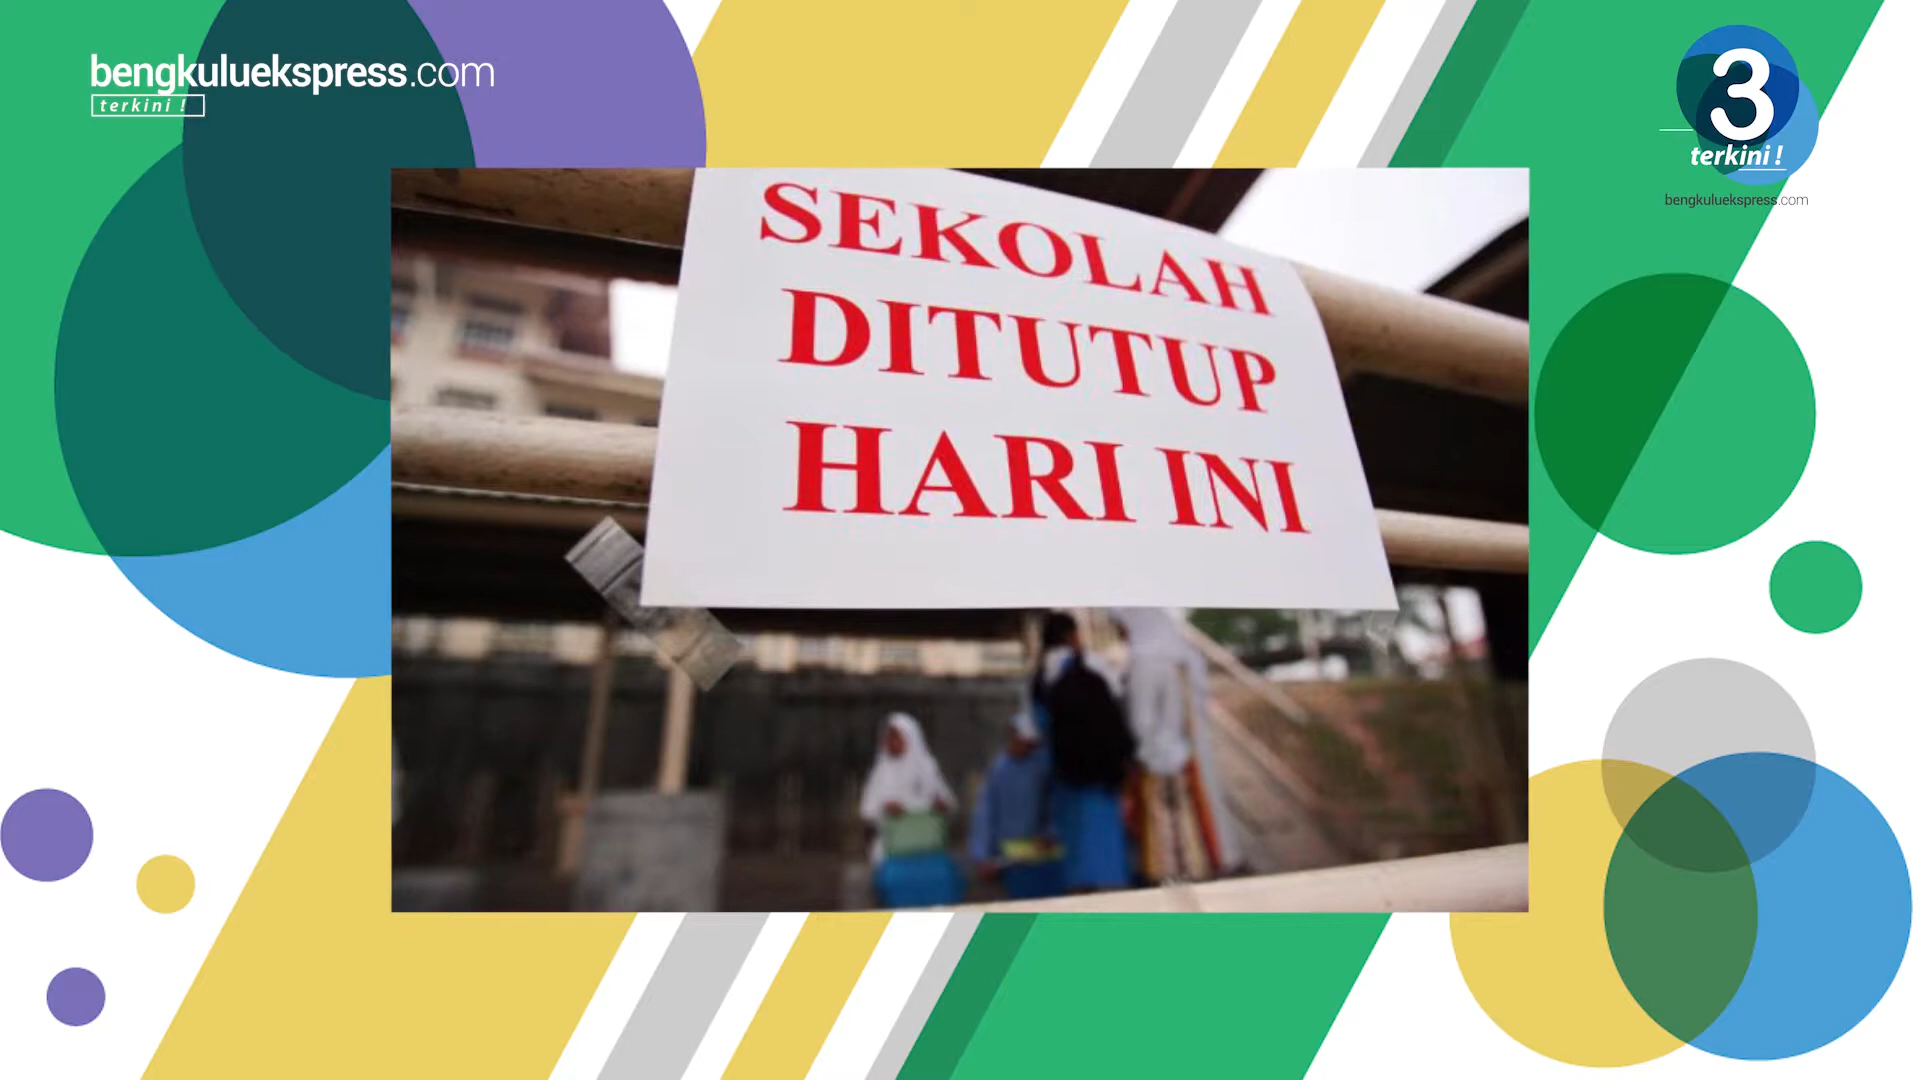 bengkuluekspress.com
terkini !
3
terkini !
bengkuluekspress.com
SEKOLAH
DITUTUP
HARI INI